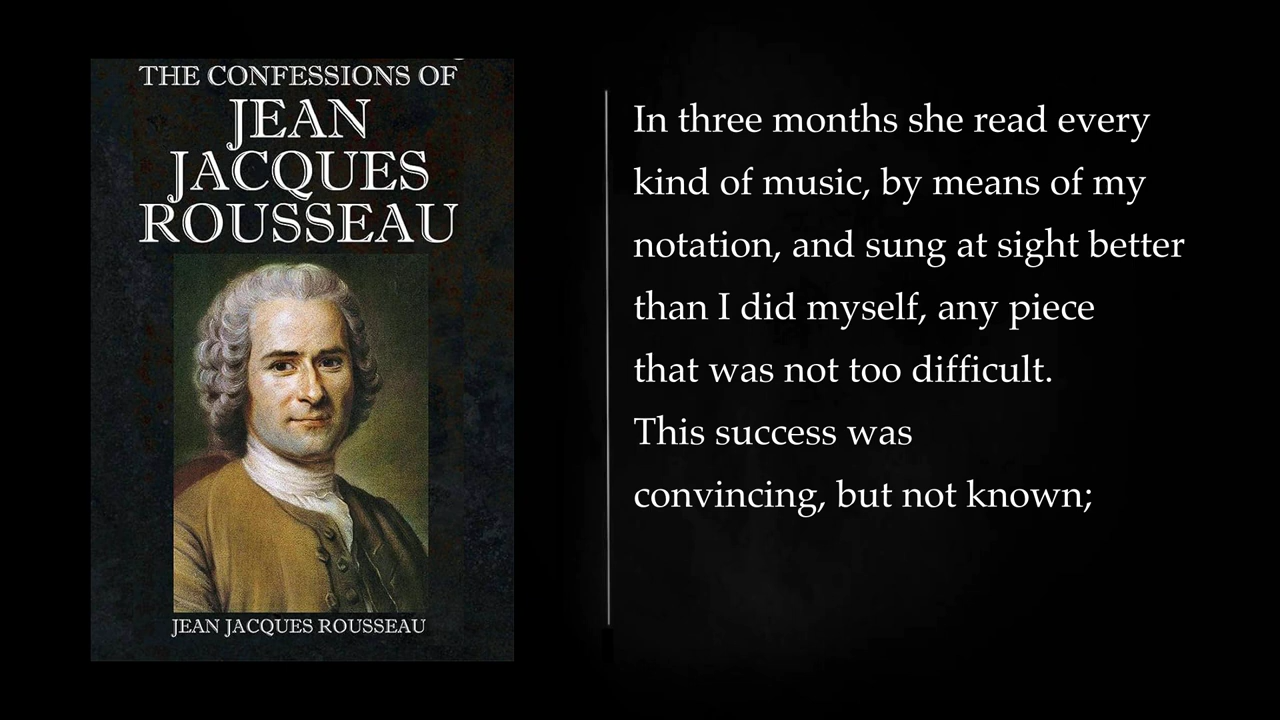 THE CONFESSIONS OF
JEAN
JACQUES
ROUSSEAU
JEAN JACQUES ROUSSEAU
In three months she read every
kind of music, by means of my
notation, and sung at sight better
than I did myself, any piece
that was not too difficult.
This success was
convincing, but not known;